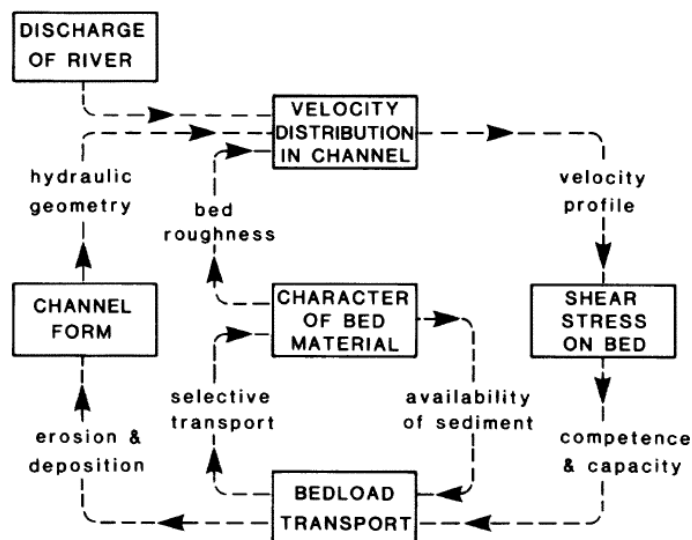 DISCHARGE
OF RIVER
VELOCITY
DISTRIBUTION
IN CHANNEL
hydraulic
geometry
bed
roughness
velocity
profile
CHANNEL
FORM
CHARACTER
OF BED
MATERIAL
SHEAR
STRESS
ON BED
selective
transport
availability
of sediment
erosion &
deposition
competence
& capacity
BEDLOAD
TRANSPORT